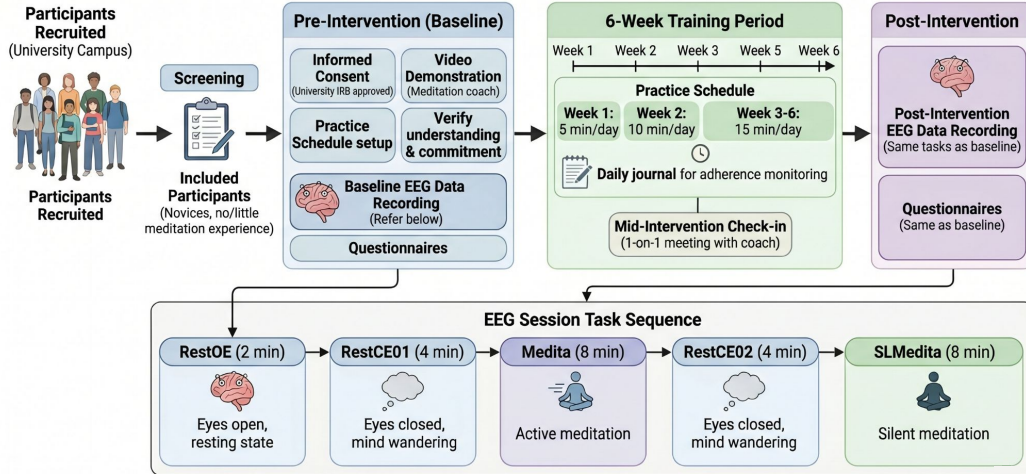 Participants
Recruited
(University Campus)
Participants
Recruited
Screening
Included
Participants
(Novices, no/little
meditation experience)
Pre-Intervention (Baseline)
Informed
Consent
(University IRB approved)
Video
Demonstration
(Meditation coach)
Practice
Schedule setup
Verify
understanding
& commitment
Baseline EEG Data
Recording
(Refer below)
Questionnaires
6-Week Training Period
Week 1 Week 2 Week 3 Week 5 Week 6
Practice Schedule
Week 1:
5 min/day
Week 2:
10 min/day
Week 3-6:
15 min/day
Daily journal for adherence monitoring
Mid-Intervention Check-in
(1-on-1 meeting with coach)
Post-Intervention
Post-Intervention
EEG Data Recording
(Same tasks as baseline)
Questionnaires
(Same as baseline)
EEG Session Task Sequence
RestOE (2 min)
Eyes open,
resting state
RestCE01 (4 min)
Eyes closed,
mind wandering
Medita (8 min)
Active meditation
RestCE02 (4 min)
Eyes closed,
mind wandering
SLMedita (8 min)
Silent meditation